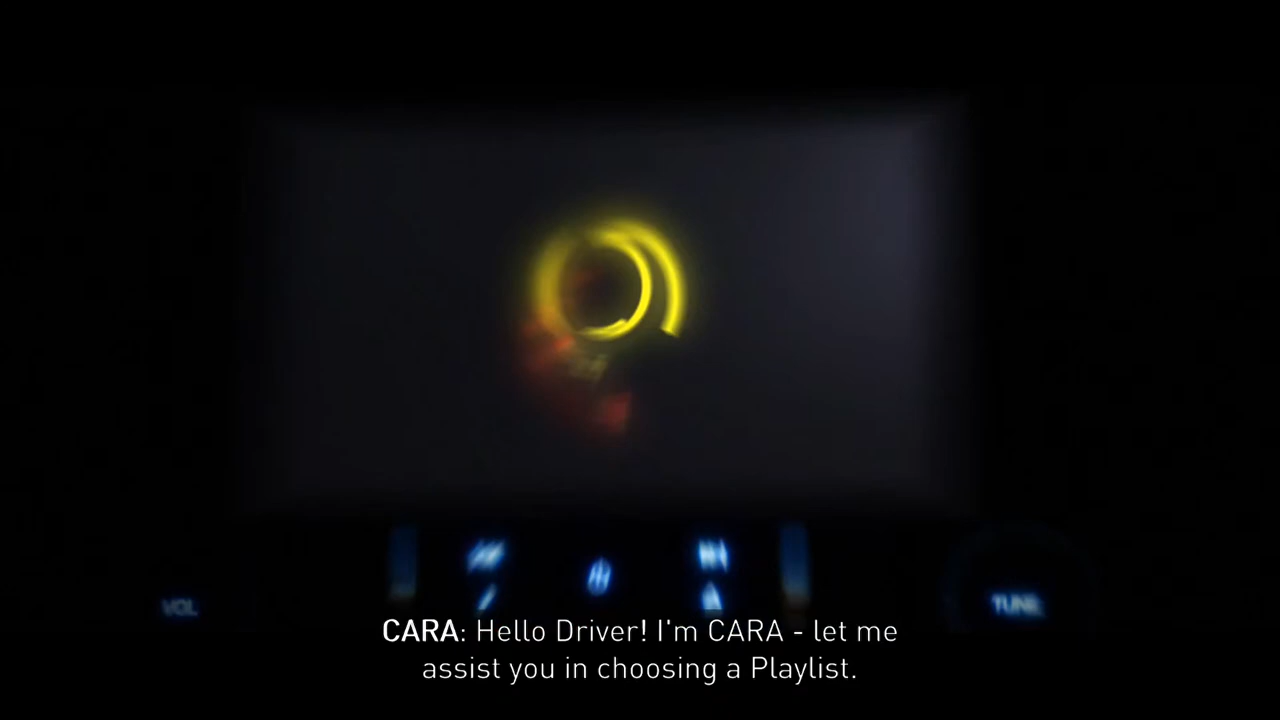 VOL
TUNE
CARA: Hello Driver! I'm CARA - let me
assist you in choosing a Playlist.